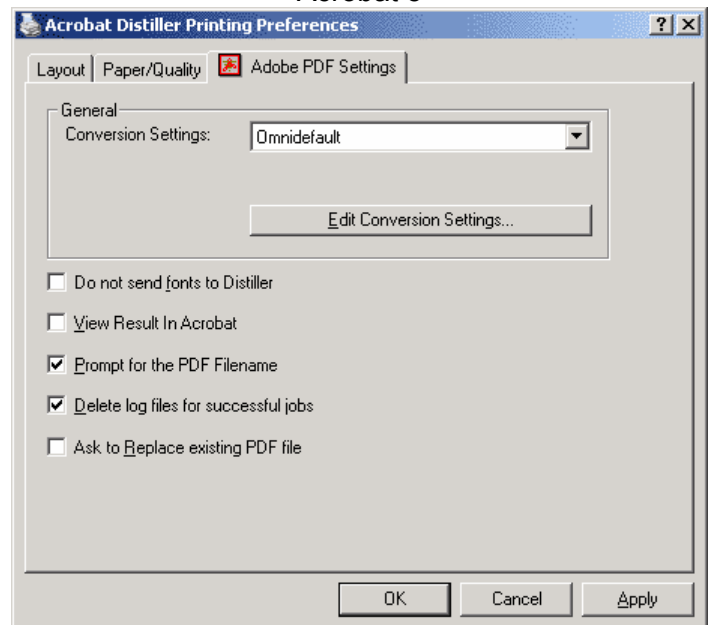 Acrobat Distiller Printing Preferences
Layout Paper/Quality Adobe PDF Settings
General
Conversion Settings: Omnidefault
Edit Conversion Settings...
Do not send fonts to Distiller
View Result In Acrobat
Prompt for the PDF Filename
Delete log files for successful jobs
Ask to Replace existing PDF file
OK Cancel Apply